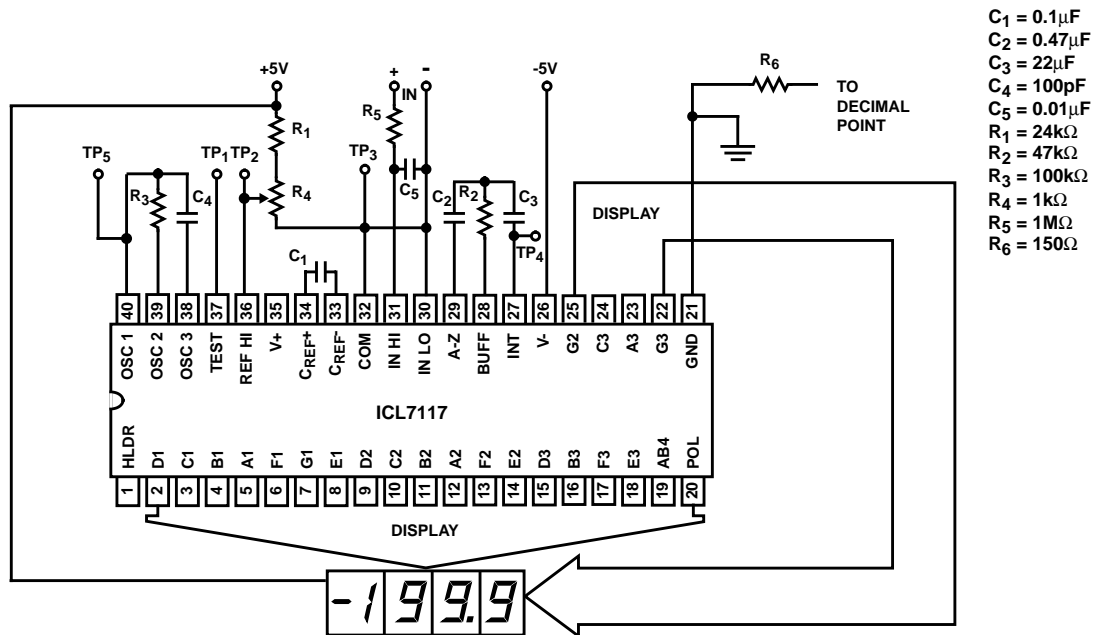 C1 = 0.1μF
C2 = 0.47μF
C3 = 22μF
C4 = 100pF
C5 = 0.01μF
R1 = 24kΩ
R2 = 47kΩ
R3 = 100kΩ
R4 = 1kΩ
R5 = 1MΩ
R6 = 150Ω
+5V
+
IN
-
-5V
R6
TO
DECIMAL
POINT
R1
R5
TP5
TP1
TP2
TP3
R3
C4
R4
C5
C2
R2
C3
TP4
DISPLAY
C1
40
39
38
37
36
35
34
33
32
31
30
29
28
27
26
25
24
23
22
21
OSC 1
OSC 2
OSC 3
TEST
REF HI
V+
CREF+
CREF-
COM
IN HI
IN LO
A-Z
BUFF
INT
V-
G2
C3
A3
G3
GND
ICL7117
HLDR
D1
C1
B1
A1
F1
G1
E1
D2
C2
B2
A2
F2
E2
D3
B3
F3
E3
AB4
POL
1
2
3
4
5
6
7
8
9
10
11
12
13
14
15
16
17
18
19
20
DISPLAY
-199.9